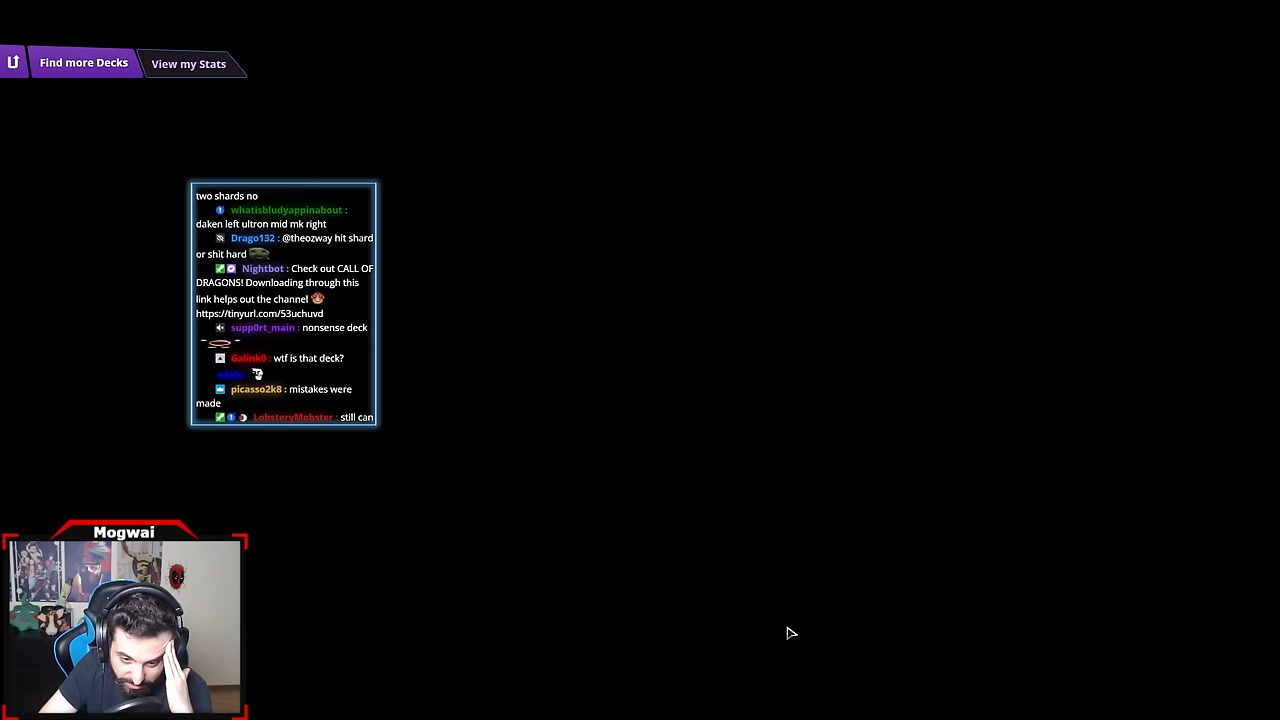 Find more Decks
View my Stats
two shards no
whatisbludyappinabout :
daken left ultron mid mk right
Drago132 : @theozway hit shard
or shit hard
Nightbot : Check out CALL OF
DRAGONS! Downloading through this
link helps out the channel
https://tinyurl.com/53uchuvd
supp0rt_main : nonsense deck
Galink0 : wtf is that deck?
picasso2k8 : mistakes were
made
LobsteryMobster : still can
Mogwai